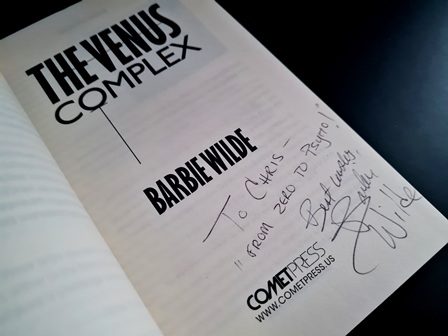 THE VENUS
COMPLEX
BARBIE WILDE
To CHRIS –
"FROM ZERO TO PSYCHO!"
Best wishes,
Barbie
Wilde
COMETPRESS
WWW.COMETPRESS.US